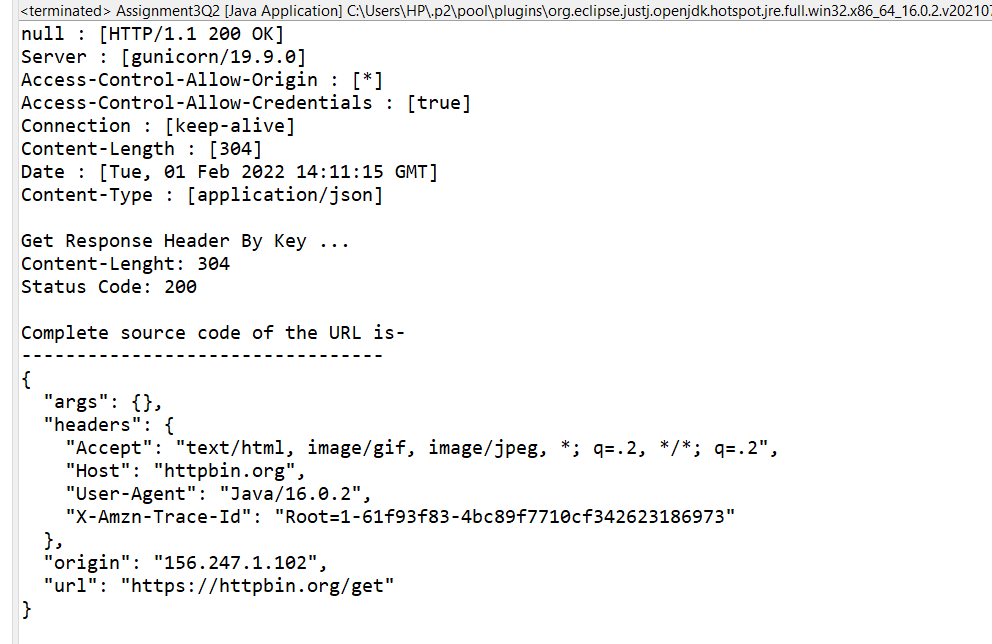 <terminated> Assignment3Q2 [Java Application] C:\Users\HP\.p2\pool\plugins\org.eclipse.justj.openjdk.hotspot.jre.full.win32.x86_64_16.0.2.v202107
null : [HTTP/1.1 200 OK]
Server : [gunicorn/19.9.0]
Access-Control-Allow-Origin : [*]
Access-Control-Allow-Credentials : [true]
Connection : [keep-alive]
Content-Length : [304]
Date : [Tue, 01 Feb 2022 14:11:15 GMT]
Content-Type : [application/json]

Get Response Header By Key ...
Content-Lenght: 304
Status Code: 200

Complete source code of the URL is-
---------------------------------
{
  "args": {},
  "headers": {
    "Accept": "text/html, image/gif, image/jpeg, *; q=.2, */*; q=.2",
    "Host": "httpbin.org",
    "User-Agent": "Java/16.0.2",
    "X-Amzn-Trace-Id": "Root=1-61f93f83-4bc89f7710cf342623186973"
  },
  "origin": "156.247.1.102",
  "url": "https://httpbin.org/get"
}